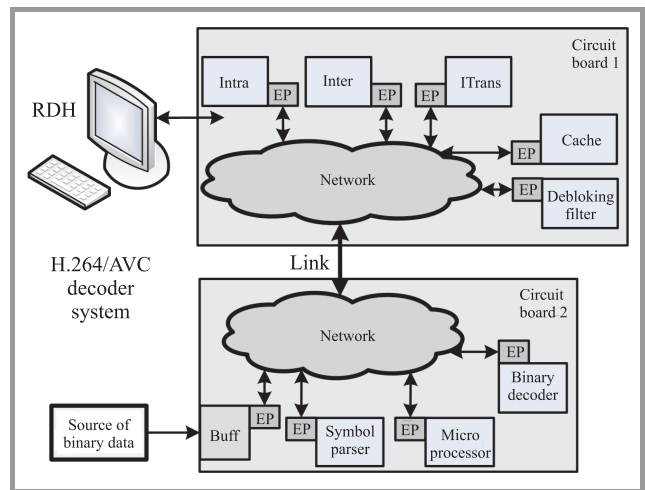 Circuit
board 1
Intra
EP
Inter
EP
EP
ITrans
RDH
EP
Cache
Network
EP
Debloking
filter
H.264/AVC
decoder
system
Link
Circuit
board 2
Network
EP
Binary
decoder
Source of
binary data
Buff
EP
EP
Symbol
parser
EP
Micro
processor